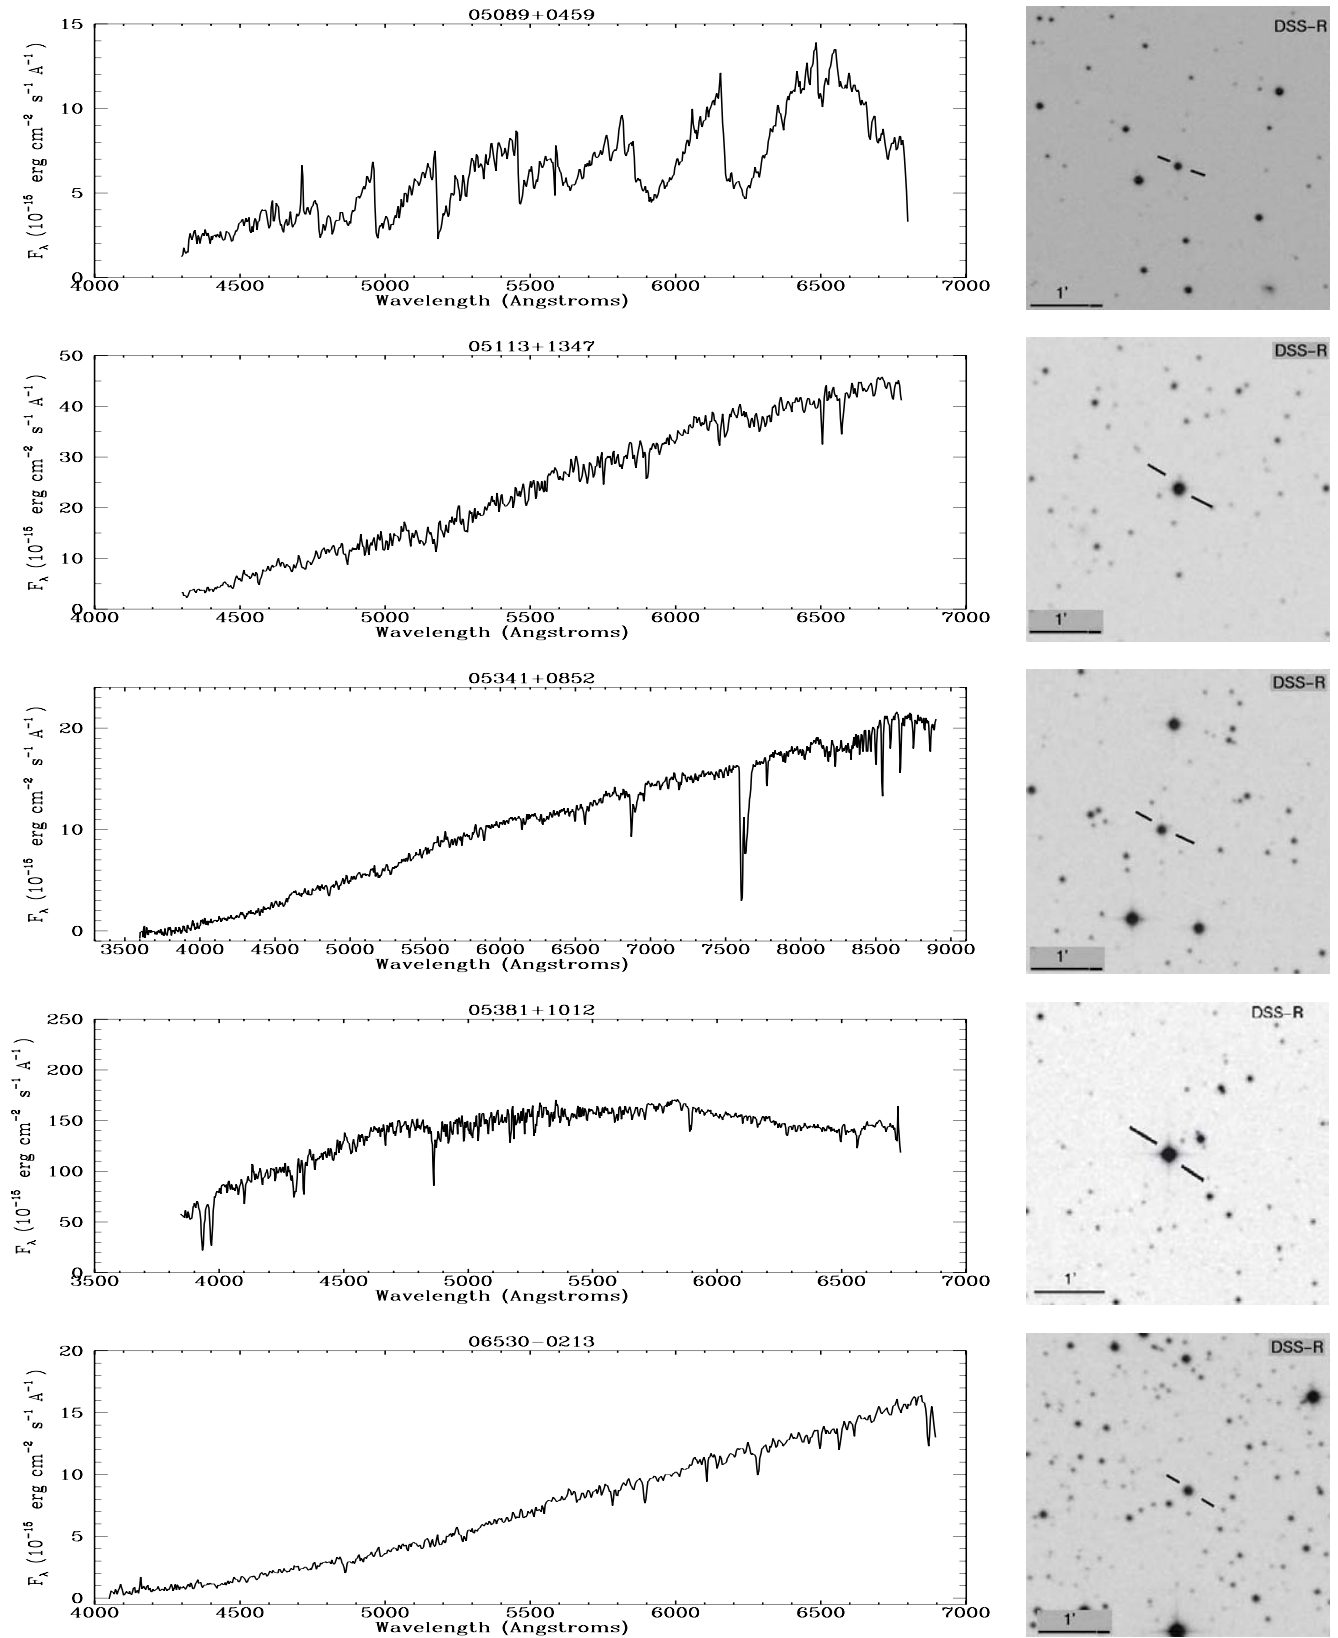 05089+0459
DSS-R
15
10
5
0
F_λ (10^-15 erg cm^-2 s^-1 A^-1)
4000 4500 5000 5500 6000 6500 7000
Wavelength (Angstroms)
1'
05113+1347
DSS-R
50
40
30
20
10
0
F_λ (10^-15 erg cm^-2 s^-1 A^-1)
4000 4500 5000 5500 6000 6500 7000
Wavelength (Angstroms)
1'
05341+0852
DSS-R
20
10
0
F_λ (10^-15 erg cm^-2 s^-1 A^-1)
3500 4000 4500 5000 5500 6000 6500 7000 7500 8000 8500 9000
Wavelength (Angstroms)
1'
05381+1012
DSS-R
250
200
150
100
50
0
F_λ (10^-15 erg cm^-2 s^-1 A^-1)
3500 4000 4500 5000 5500 6000 6500 7000
Wavelength (Angstroms)
1'
06530-0213
DSS-R
20
15
10
5
0
F_λ (10^-15 erg cm^-2 s^-1 A^-1)
4000 4500 5000 5500 6000 6500 7000
Wavelength (Angstroms)
1'